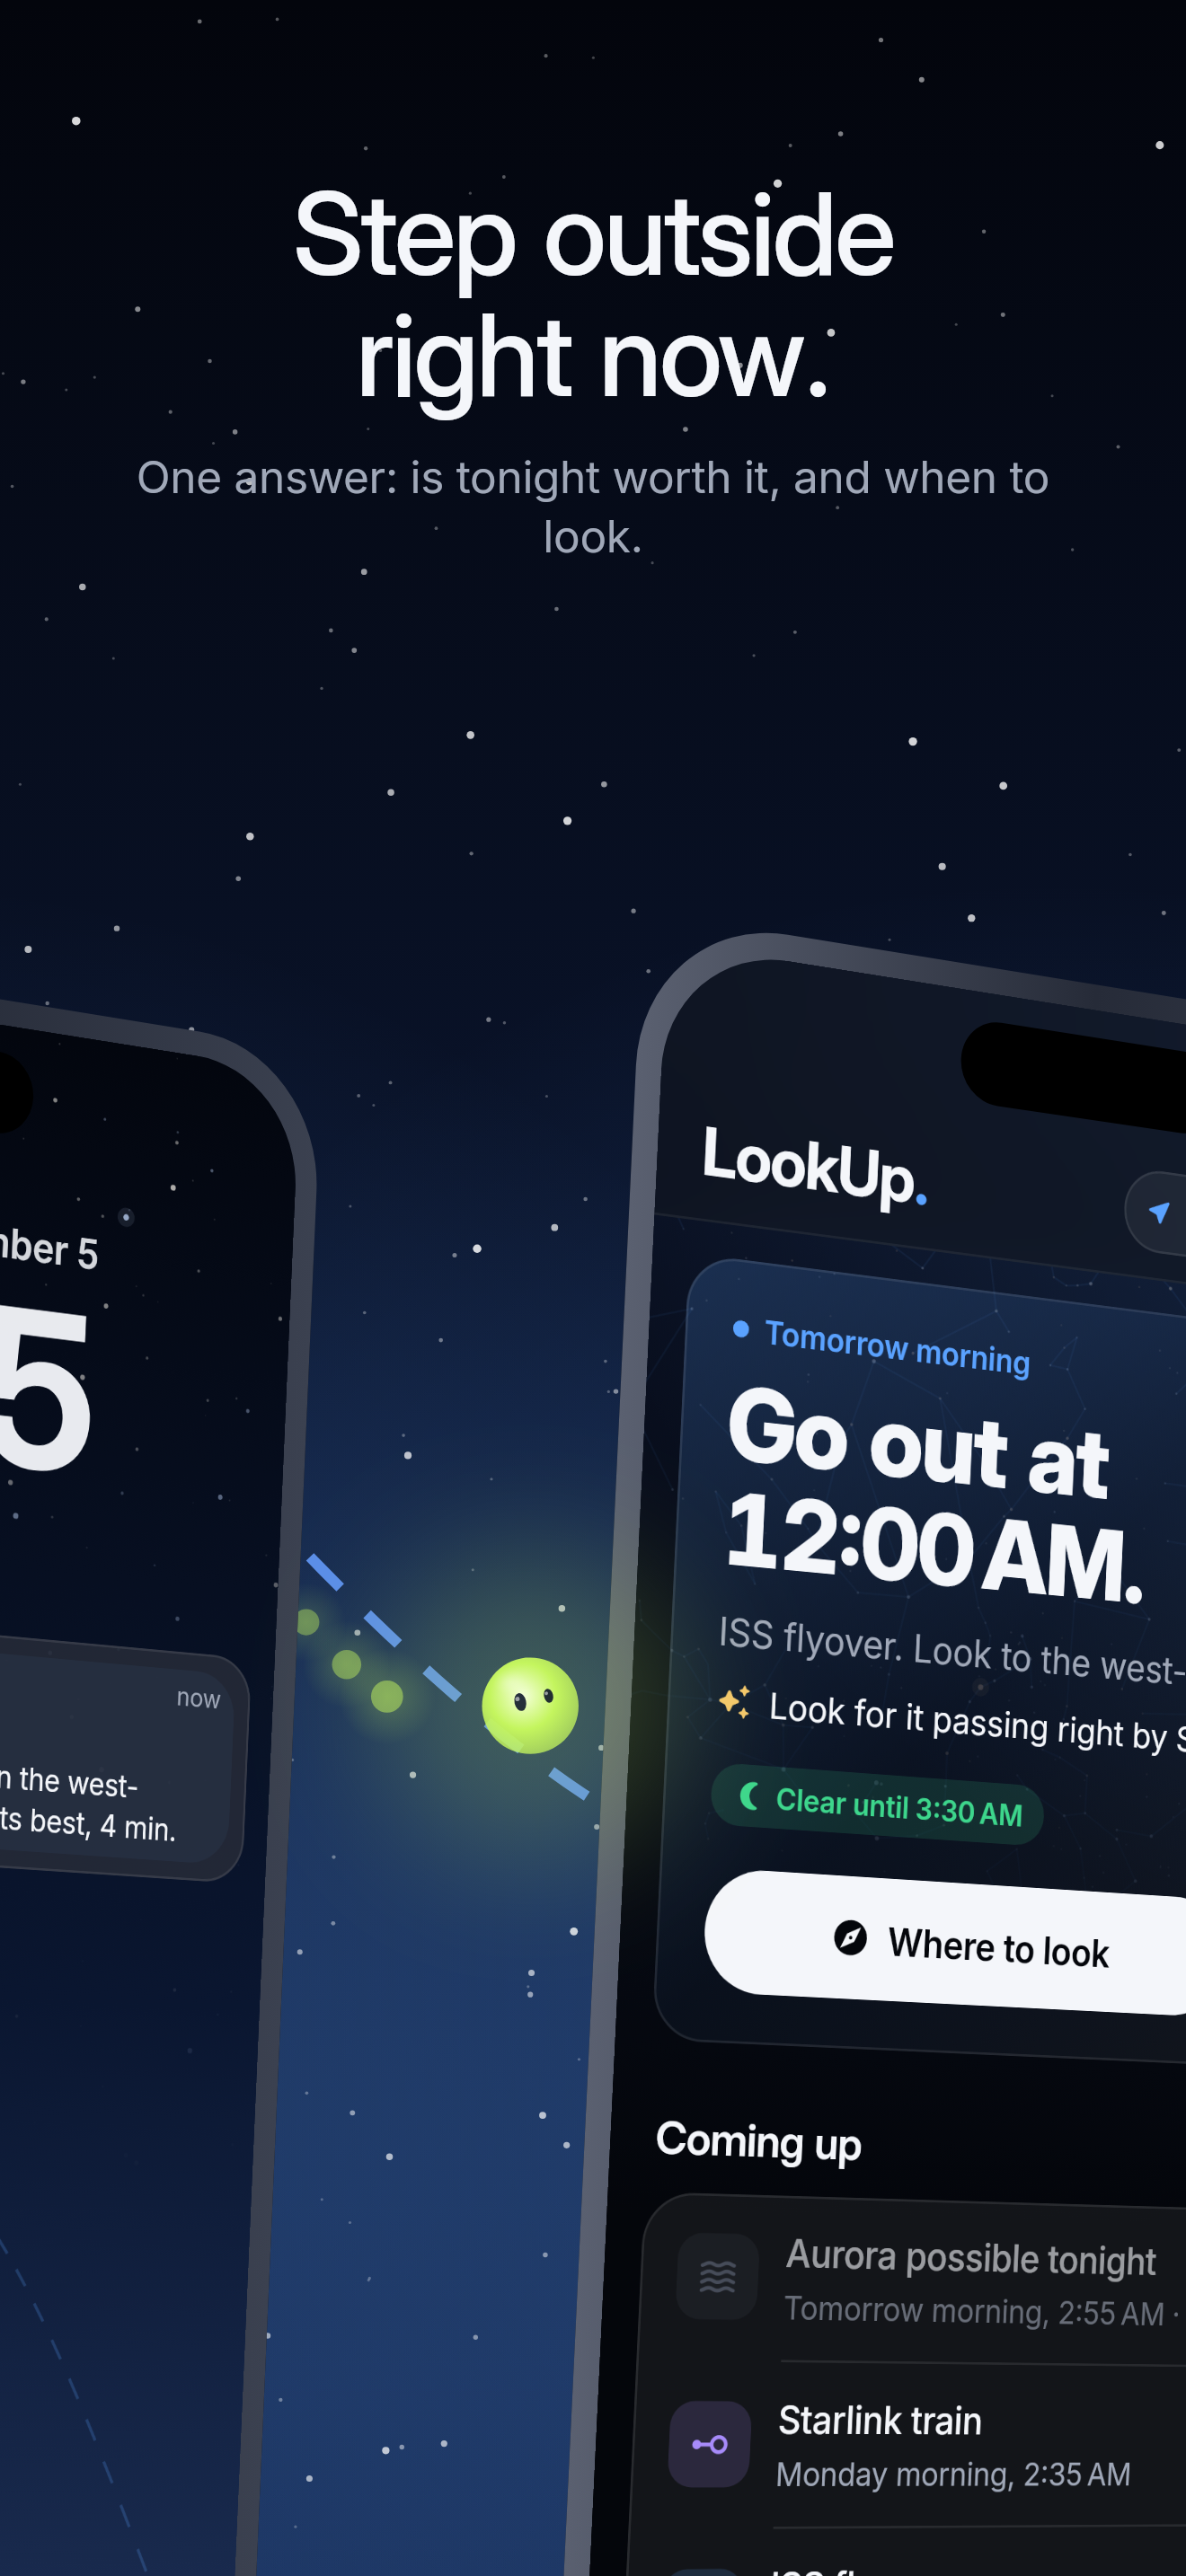 Step outside
right now.
One answer: is tonight worth it, and when to
look.
ber 5
5
now
n the west-
ts best, 4 min.
LookUp.
Tomorrow morning
Go out at
12:00 AM.
ISS flyover. Look to the west-
Look for it passing right by S
Clear until 3:30 AM
Where to look
Coming up
Aurora possible tonight
Tomorrow morning, 2:55 AM ·
Starlink train
Monday morning, 2:35 AM